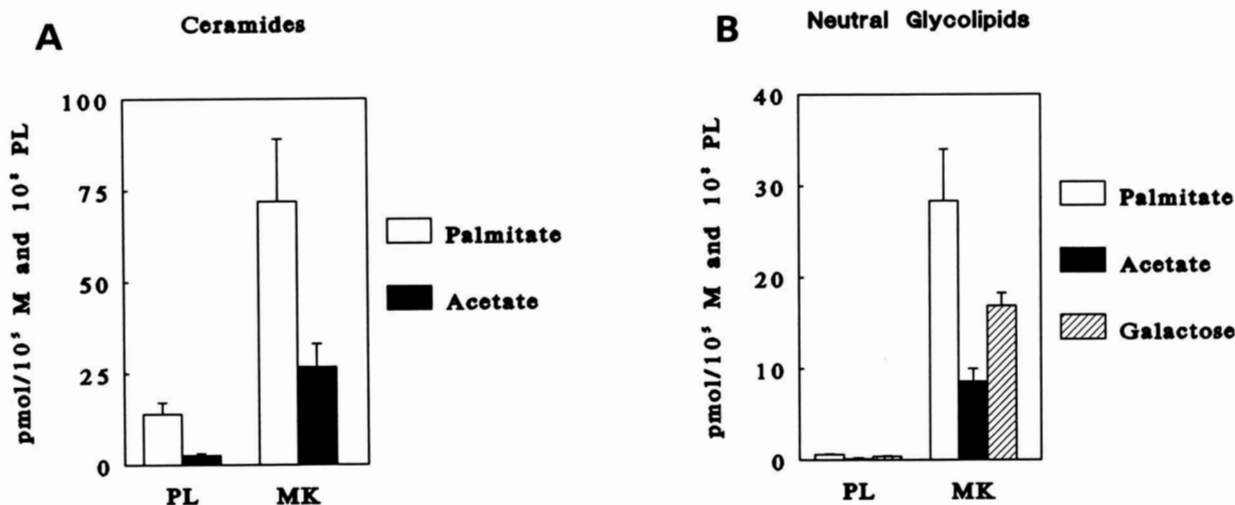 A
Ceramides
pmol/10⁵ M and 10⁸ PL
100
75
50
25
0
PL
MK
Palmitate
Acetate
B
Neutral Glycolipids
pmol/10⁵ M and 10⁸ PL
40
30
20
10
0
PL
MK
Palmitate
Acetate
Galactose